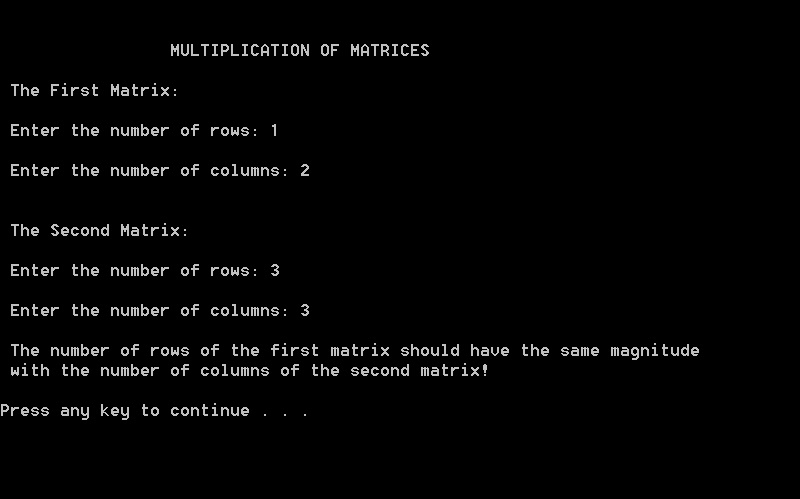 MULTIPLICATION OF MATRICES
The First Matrix:
Enter the number of rows: 1
Enter the number of columns: 2
The Second Matrix:
Enter the number of rows: 3
Enter the number of columns: 3
The number of rows of the first matrix should have the same magnitude
with the number of columns of the second matrix!
Press any key to continue . . .